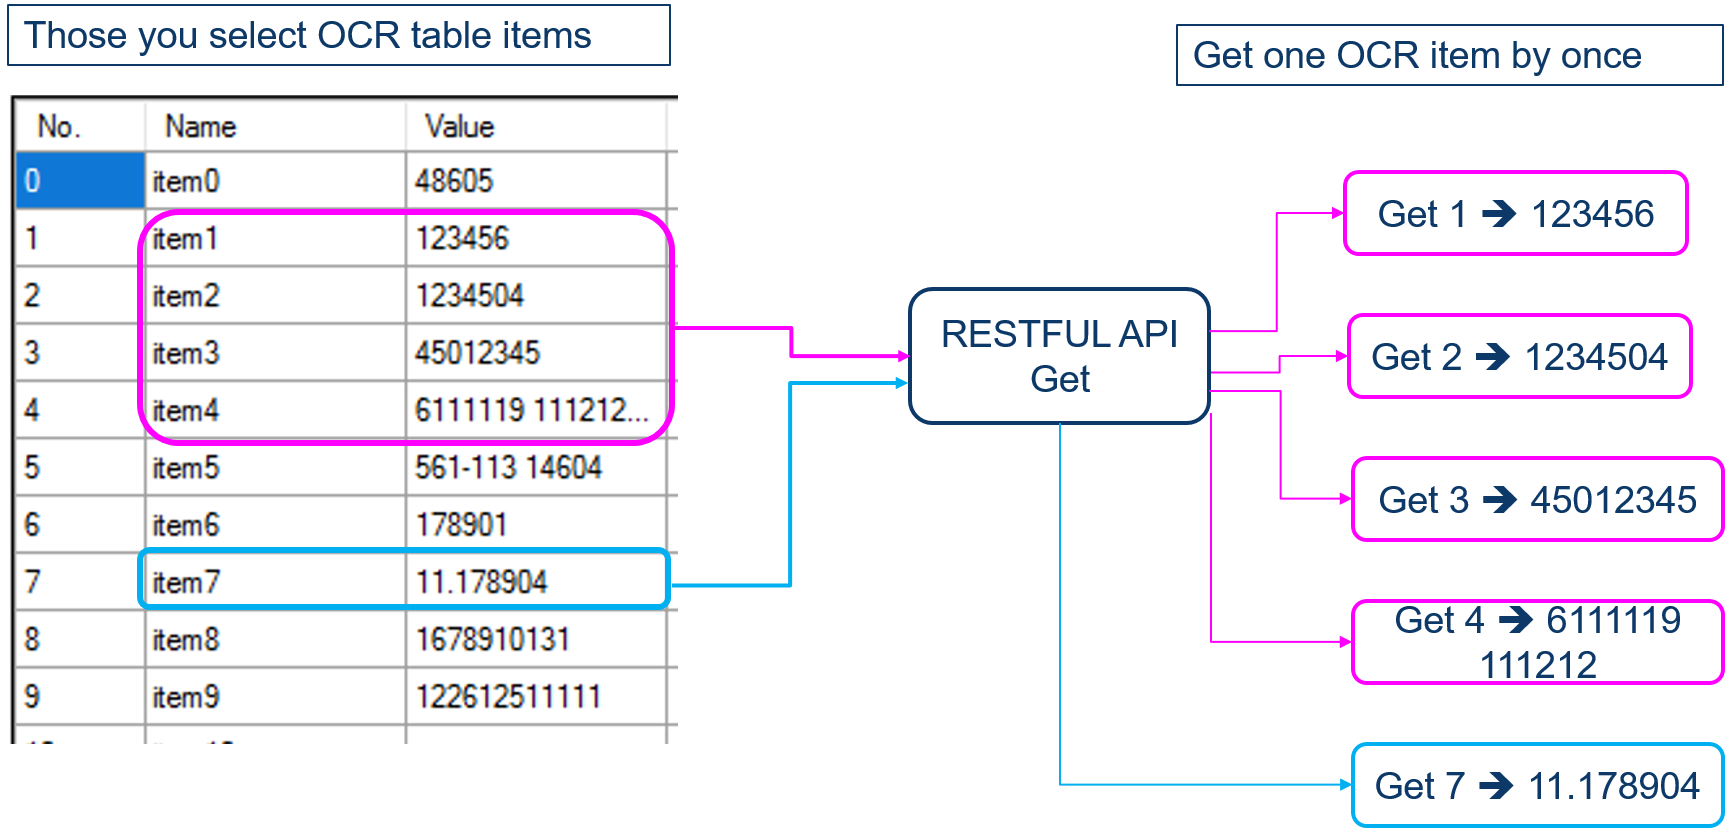 Those you select OCR table items
Get one OCR item by once
No. Name Value
0 item0 48605
1 item1 123456
2 item2 1234504
3 item3 45012345
4 item4 6111119 111212...
5 item5 561-113 14604
6 item6 178901
7 item7 11.178904
8 item8 1678910131
9 item9 122612511111
RESTFUL API
Get
Get 1 ➔ 123456
Get 2 ➔ 1234504
Get 3 ➔ 45012345
Get 4 ➔ 6111119
111212
Get 7 ➔ 11.178904